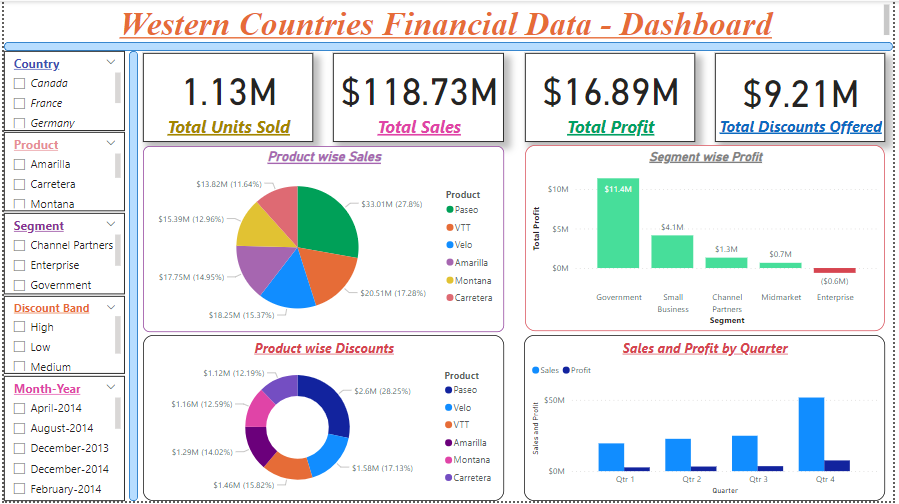 Western Countries Financial Data - Dashboard
Country
Canada
France
Germany
Product
Amarilla
Carretera
Montana
Segment
Channel Partners
Enterprise
Government
Discount Band
High
Low
Medium
Month-Year
April-2014
August-2014
December-2013
December-2014
February-2014
1.13M
Total Units Sold
$118.73M
Total Sales
$16.89M
Total Profit
$9.21M
Total Discounts Offered
Product wise Sales
$13.82M (11.64%)
$15.39M (12.96%)
$17.75M (14.95%)
$18.25M (15.37%)
$33.01M (27.8%)
$20.51M (17.28%)
Product
Paseo
VTT
Velo
Amarilla
Montana
Carretera
Segment wise Profit
Total Profit
$10M
$5M
$0M
$11.4M
$4.1M
$1.3M
$0.7M
($0.6M)
Government
Small
Business
Channel
Partners
Midmarket
Enterprise
Segment
Product wise Discounts
$1.12M (12.19%)
$1.16M (12.59%)
$1.29M (14.02%)
$1.46M (15.82%)
$2.6M (28.25%)
$1.58M (17.13%)
Product
Paseo
Velo
VTT
Amarilla
Montana
Carretera
Sales and Profit by Quarter
Sales Profit
Sales and Profit
$50M
$0M
Qtr 1
Qtr 2
Qtr 3
Qtr 4
Quarter